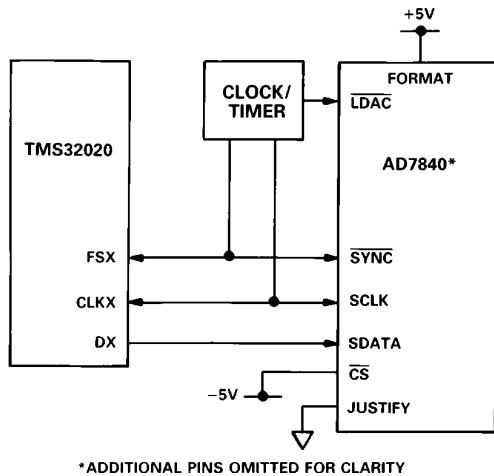 +5V
FORMAT
CLOCK/
TIMER
LDAC
TMS32020
AD7840*
FSX
SYNC
CLKX
SCLK
DX
SDATA
CS
−5V
JUSTIFY
*ADDITIONAL PINS OMITTED FOR CLARITY